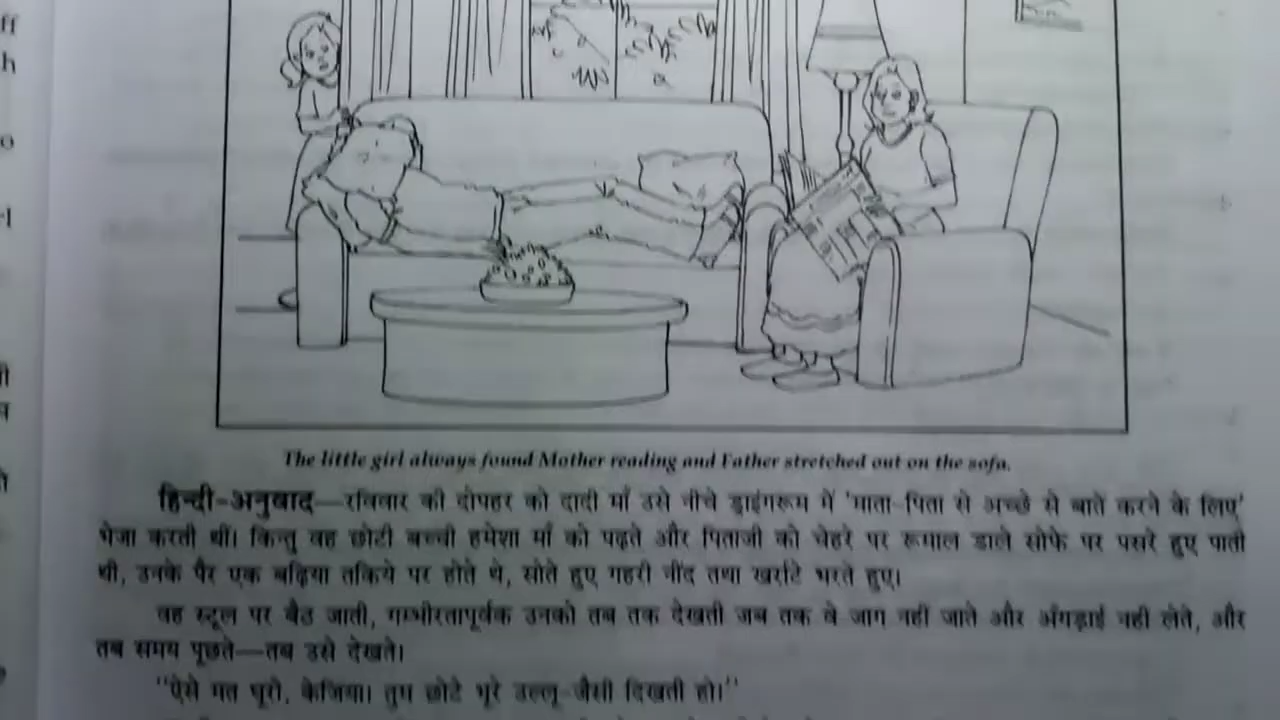 The little girl always found Mother reading and Father stretched out on the sofa.
हिन्दी-अनुवाद—रविवार की दोपहर को दादी माँ उसे नीचे ड्राइंगरूम में 'माता-पिता से अच्छे से बातें करने के लिए'
भेजा करती थीं। किन्तु वह छोटी बच्ची हमेशा माँ को पढ़ते और पिताजी को चेहरे पर रूमाल डाले सोफे पर पसरे हुए पाती
थी, उनके पैर एक बढ़िया तकिये पर होते थे, सोते हुए गहरी नींद तथा खर्राटे भरते हुए।
वह स्टूल पर बैठ जाती, गम्भीरतापूर्वक उनको तब तक देखती जब तक वे जाग नहीं जाते और अँगड़ाई नहीं लेते, और
तब समय पूछते—तब उसे देखते।
"ऐसे मत घूरो, केजिया। तुम छोटे भूरे उल्लू-जैसी दिखती हो।"